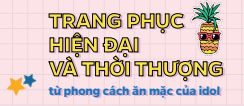 TRANG PHỤC
HIỆN ĐẠI
VÀ THỜI THƯỢNG
từ phong cách ăn mặc của idol